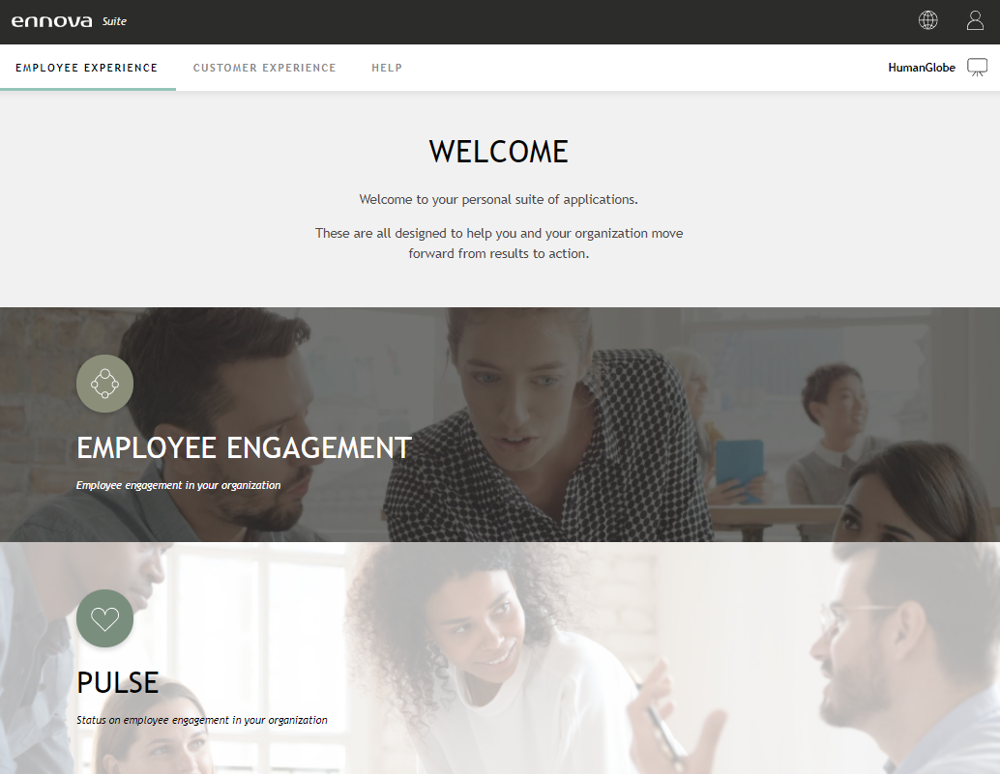 ennova Suite
EMPLOYEE EXPERIENCE CUSTOMER EXPERIENCE HELP HumanGlobe
WELCOME
Welcome to your personal suite of applications.
These are all designed to help you and your organization move
forward from results to action.
EMPLOYEE ENGAGEMENT
Employee engagement in your organization
PULSE
Status on employee engagement in your organization